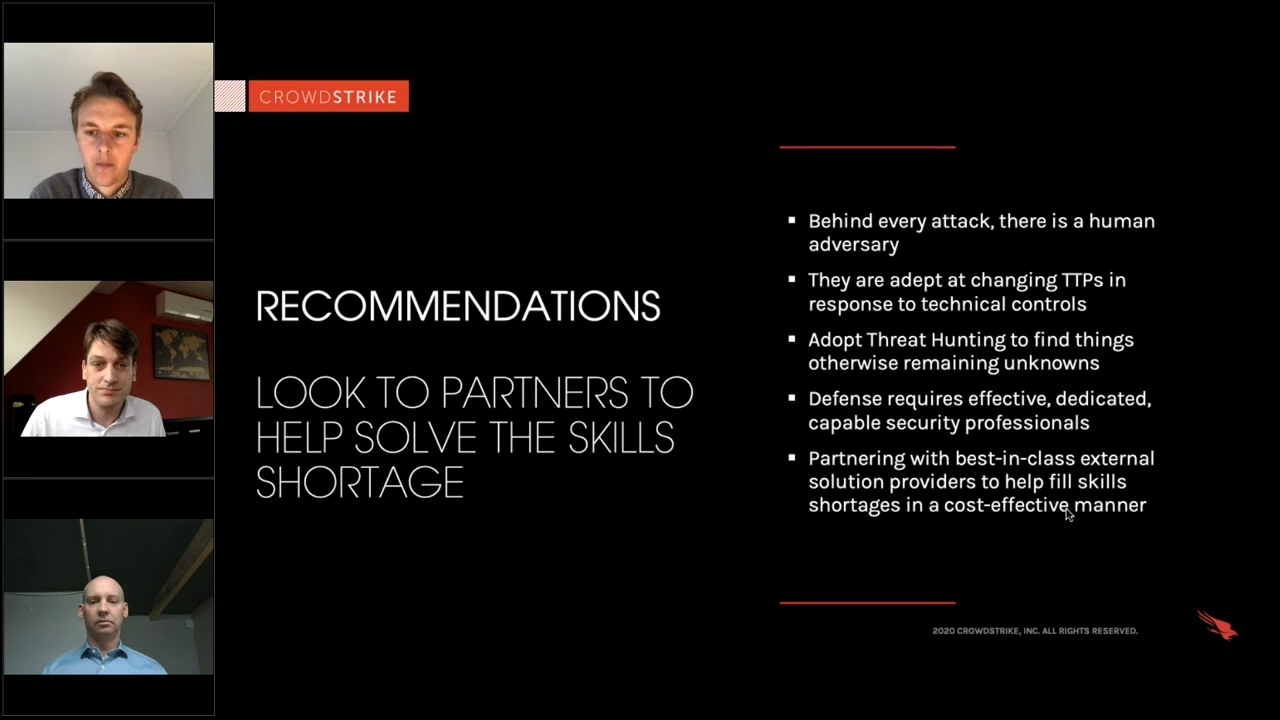 CROWDSTRIKE
RECOMMENDATIONS
LOOK TO PARTNERS TO
HELP SOLVE THE SKILLS
SHORTAGE
Behind every attack, there is a human
adversary
They are adept at changing TTPs in
response to technical controls
Adopt Threat Hunting to find things
otherwise remaining unknowns
Defense requires effective, dedicated,
capable security professionals
Partnering with best-in-class external
solution providers to help fill skills
shortages in a cost-effective manner
2020 CROWDSTRIKE, INC. ALL RIGHTS RESERVED.